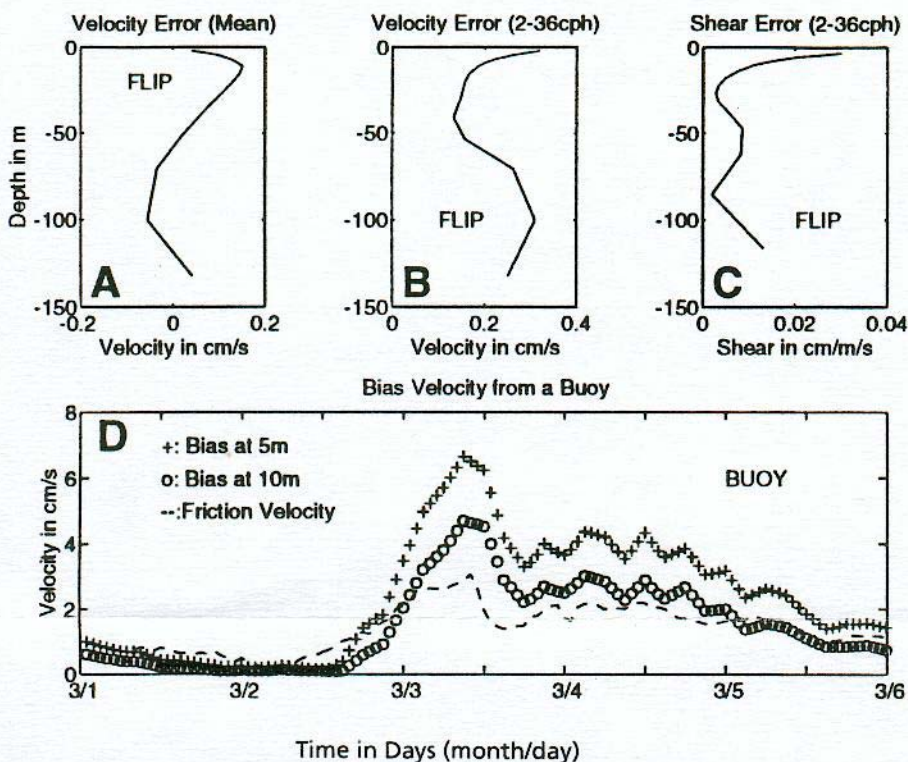 Velocity Error (Mean)
Velocity Error (2-36cph)
Shear Error (2-36cph)
0
-50
-100
-150
Depth in m
FLIP
A
-0.2
0
0.2
Velocity in cm/s
0
-50
-100
-150
FLIP
B
0
0.2
0.4
Velocity in cm/s
0
-50
-100
-150
FLIP
C
0
0.02
0.04
Shear in cm/m/s
Bias Velocity from a Buoy
8
6
4
2
0
Velocity in cm/s
D
+: Bias at 5m
o: Bias at 10m
--:Friction Velocity
BUOY
3/1
3/2
3/3
3/4
3/5
3/6
Time in Days (month/day)